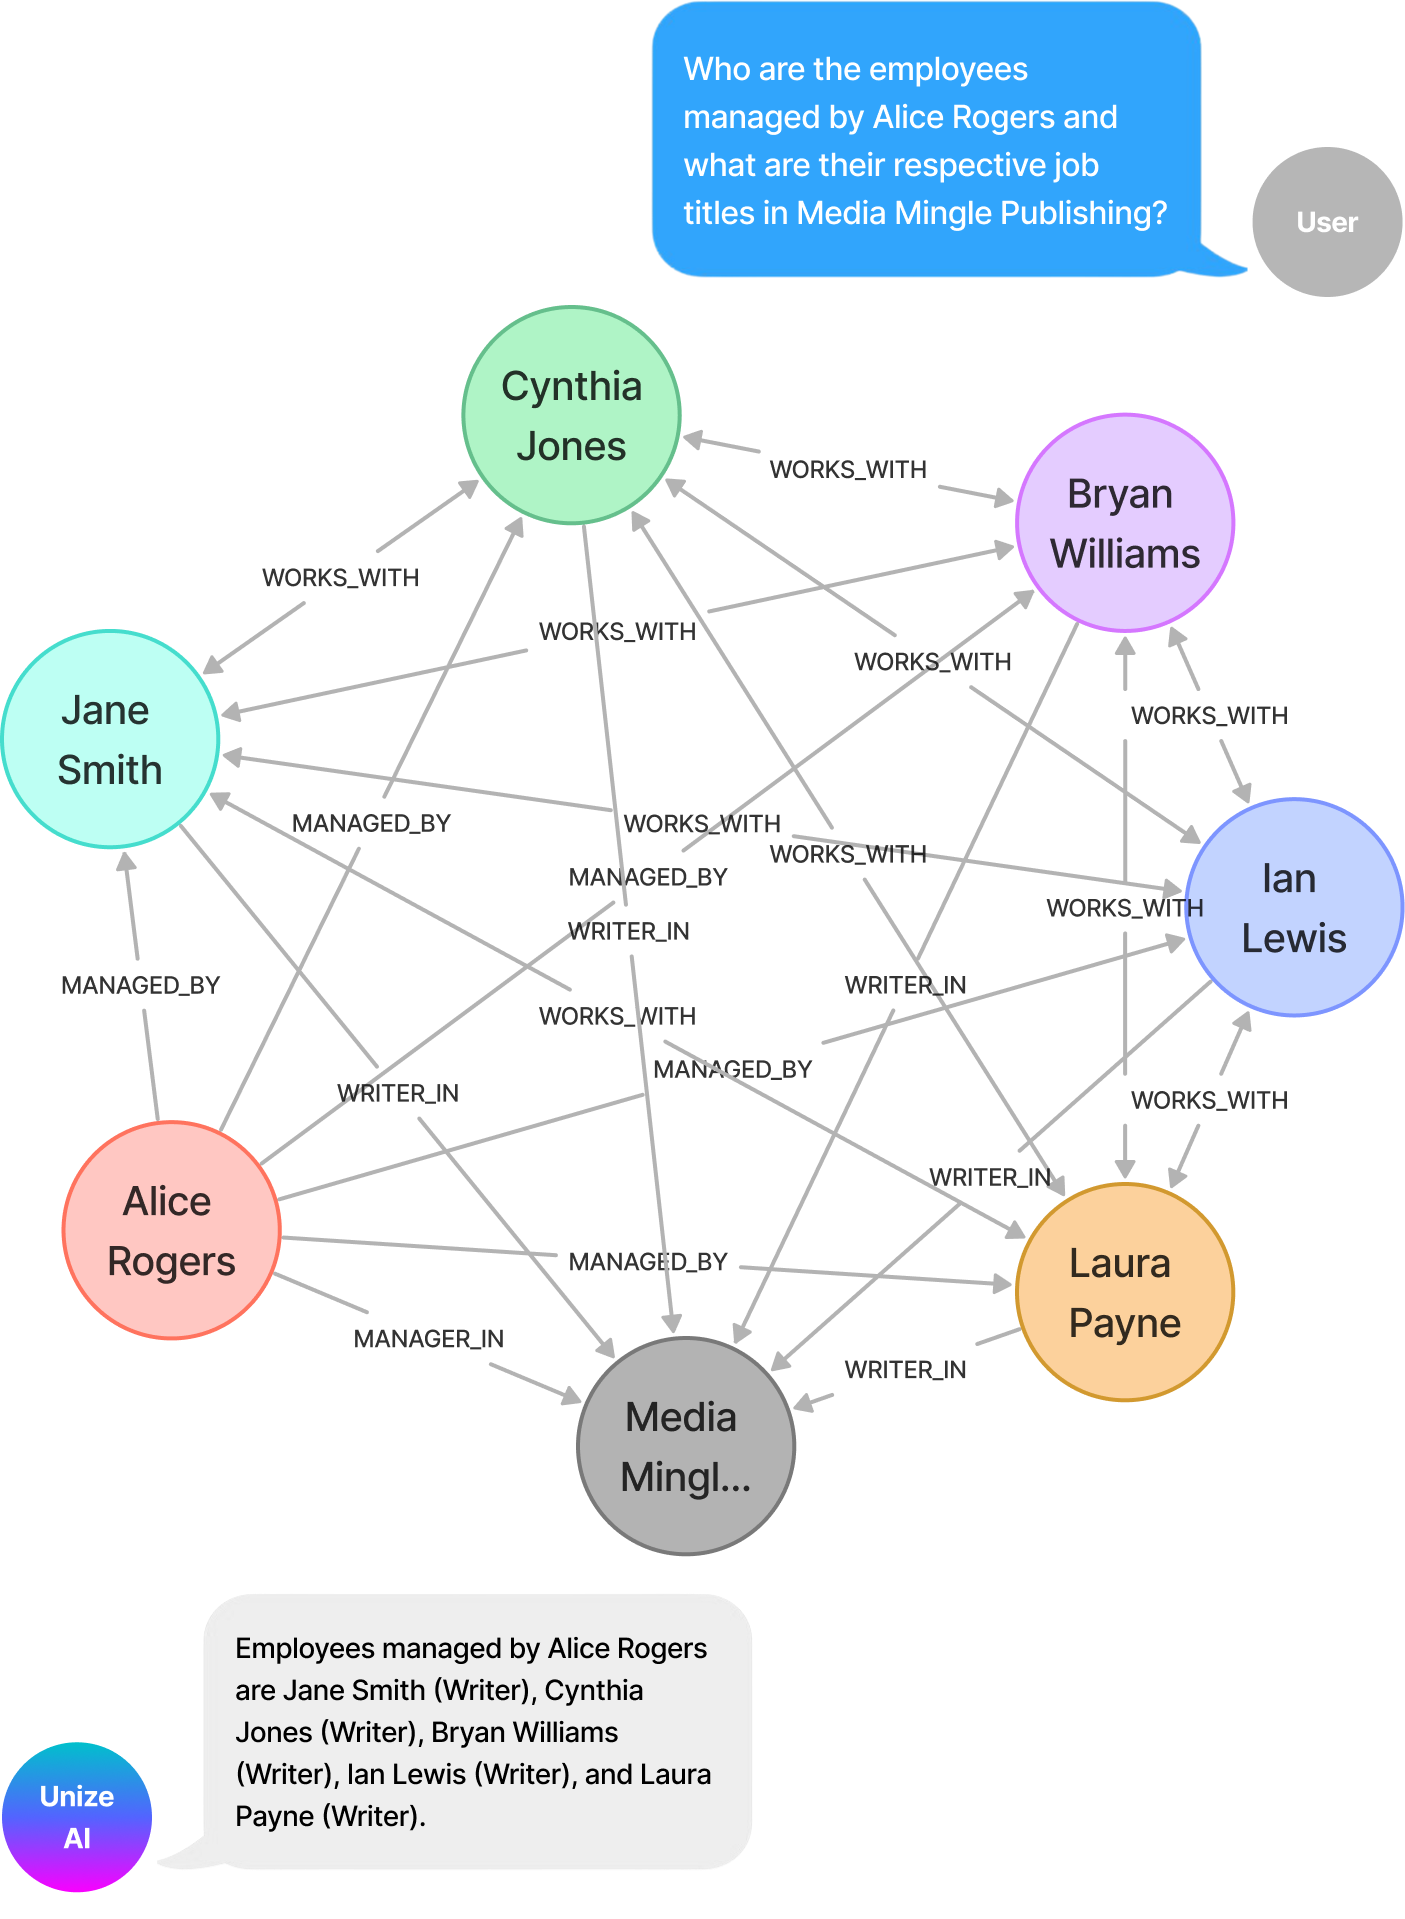 Who are the employees
managed by Alice Rogers and
what are their respective job
titles in Media Mingle Publishing?
User
Cynthia
Jones
WORKS_WITH
Bryan
Williams
WORKS_WITH
WORKS_WITH
WORKS_WITH
Jane
Smith
WORKS_WITH
MANAGED_BY
WORKS_WITH
WORKS_WITH
MANAGED_BY
Ian
Lewis
WORKS_WITH
WRITER_IN
MANAGED_BY
WRITER_IN
WORKS_WITH
MANAGED_BY
WRITER_IN
WORKS_WITH
WRITER_IN
Alice
Rogers
MANAGED_BY
Laura
Payne
MANAGER_IN
WRITER_IN
Media
Mingl...
Employees managed by Alice Rogers
are Jane Smith (Writer), Cynthia
Jones (Writer), Bryan Williams
(Writer), Ian Lewis (Writer), and Laura
Payne (Writer).
Unize
AI